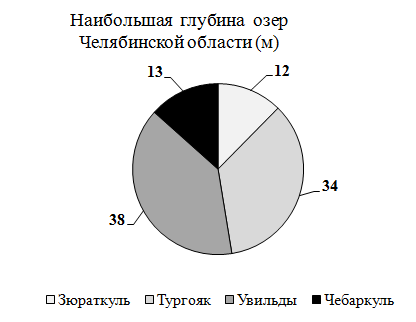 Наибольшая глубина озер
Челябинской области (м)
13
12
34
38
Зюраткуль Тургояк Увильды Чебаркуль